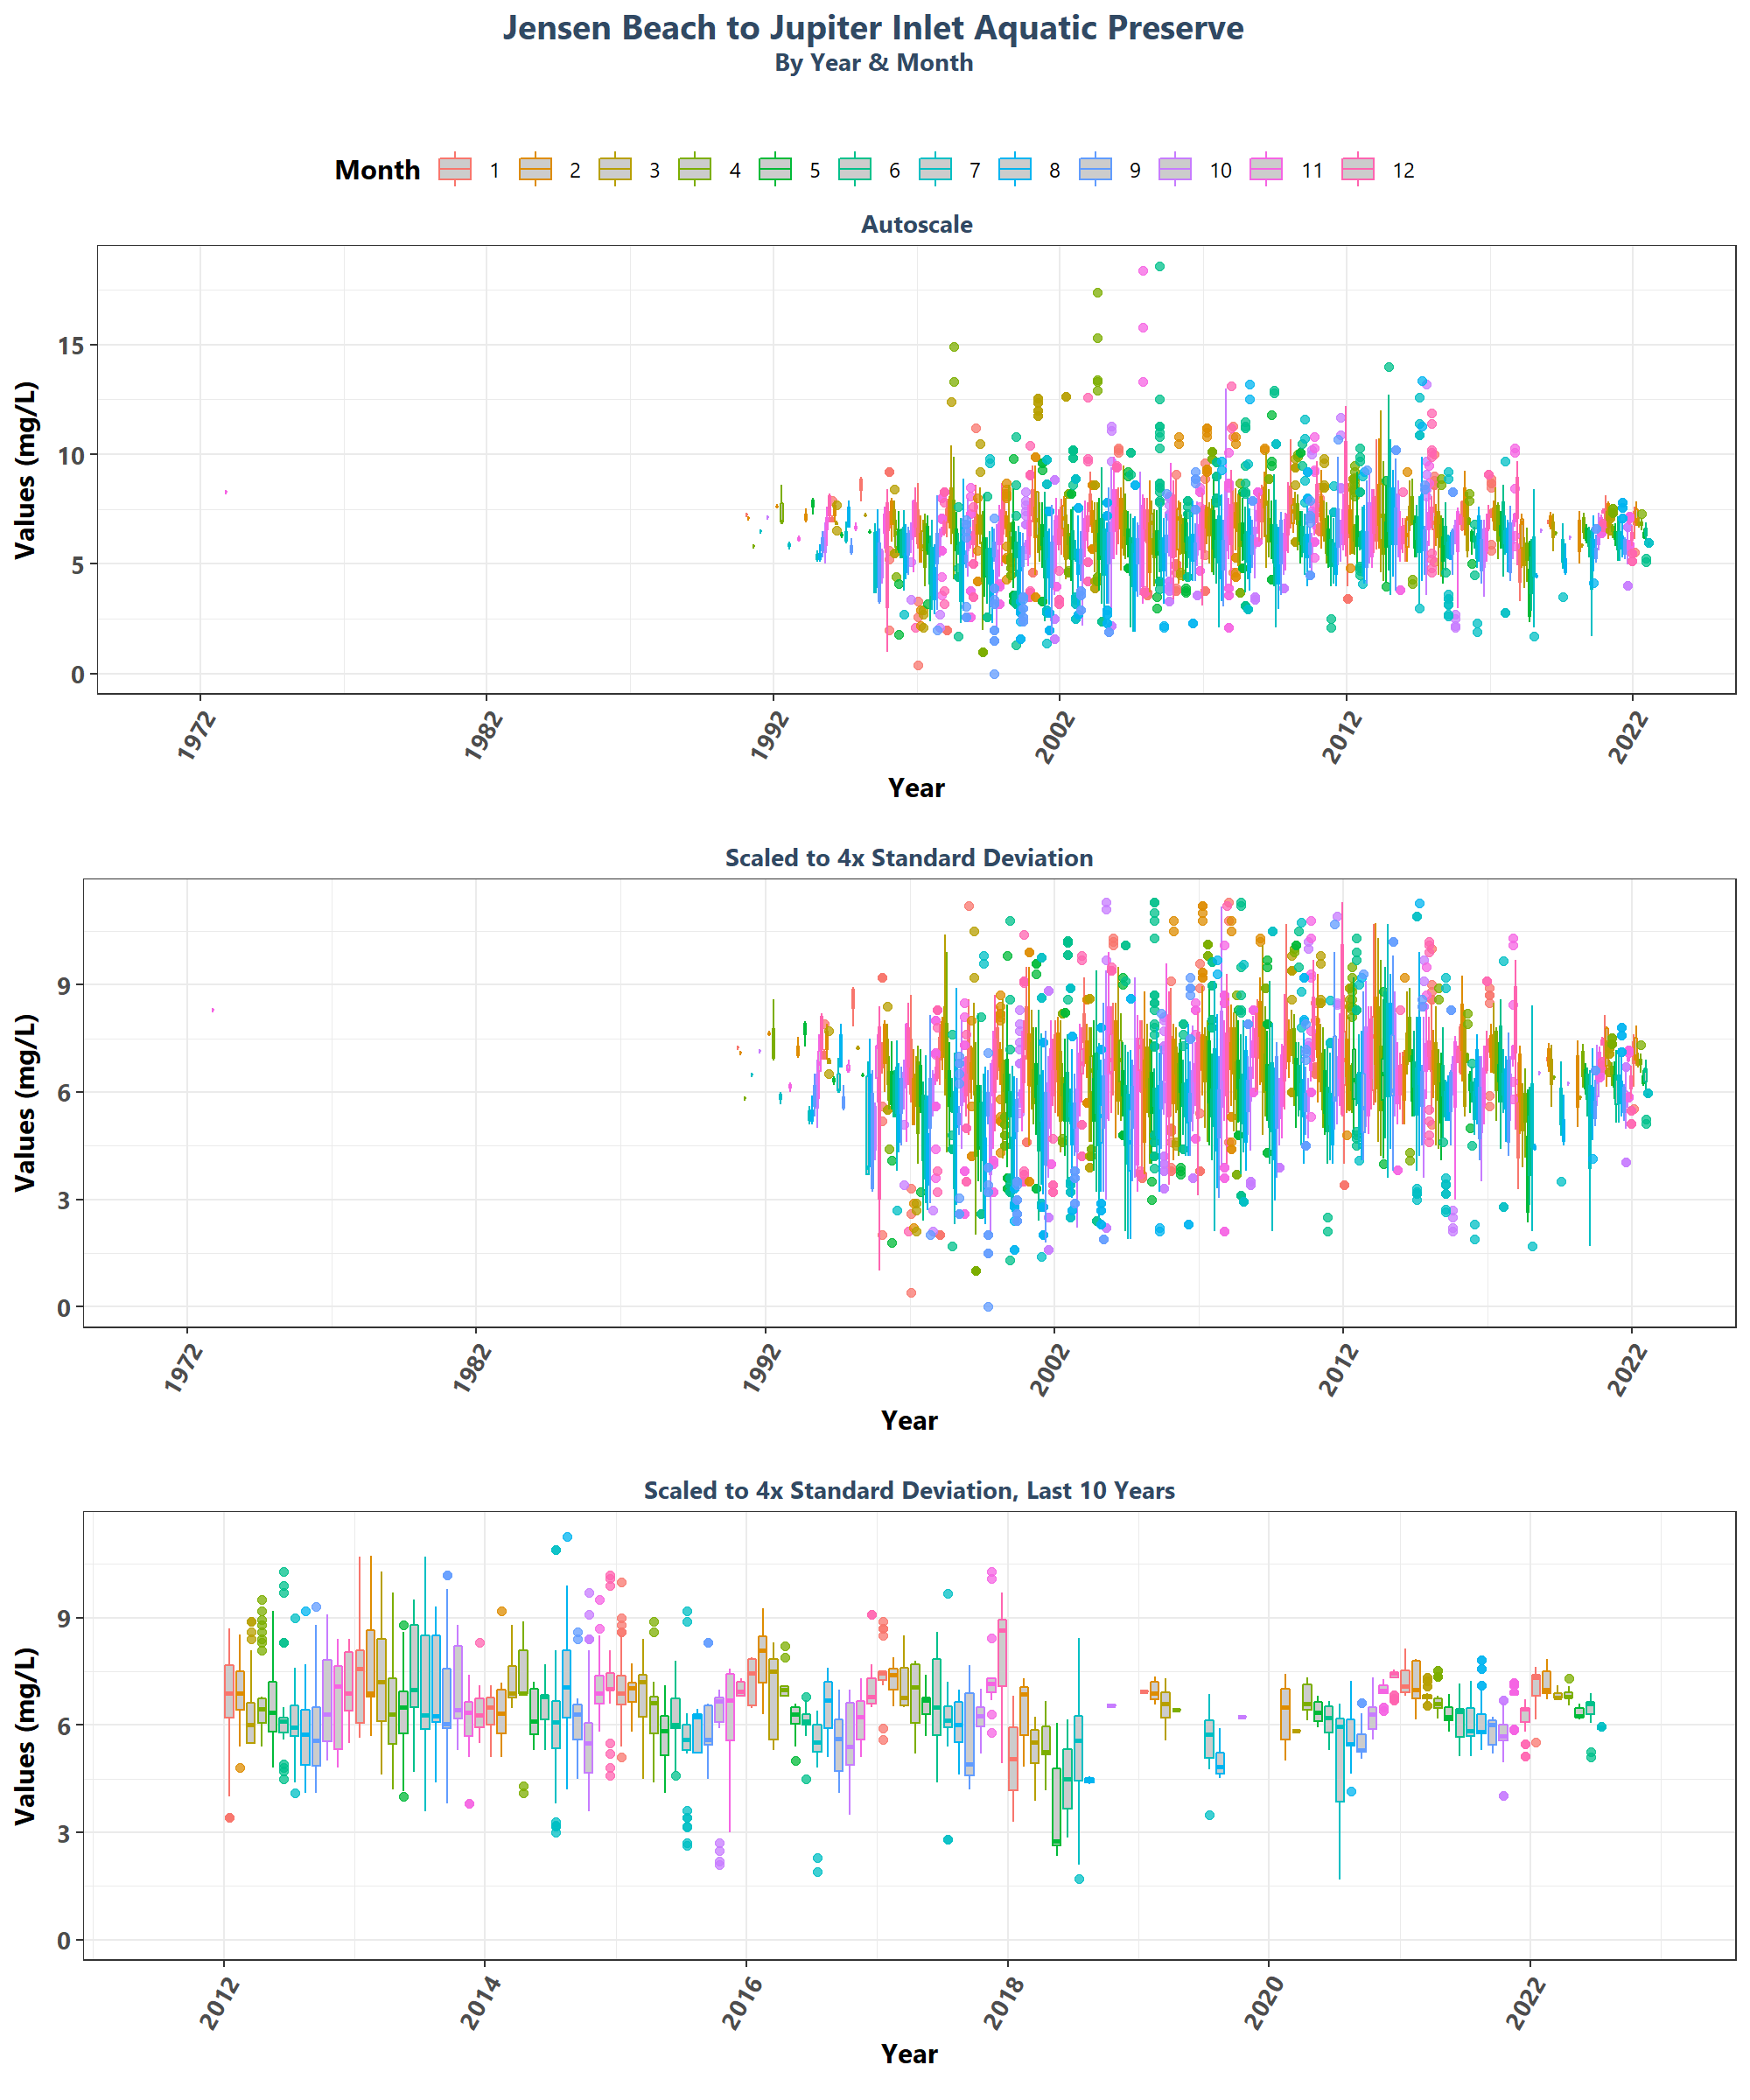 Jensen Beach to Jupiter Inlet Aquatic Preserve
By Year & Month
Month 1 2 3 4 5 6 7 8 9 10 11 12
Autoscale
Values (mg/L)
15
10
5
0
1972 1982 1992 2002 2012 2022
Year
Scaled to 4x Standard Deviation
Values (mg/L)
9
6
3
0
1972 1982 1992 2002 2012 2022
Year
Scaled to 4x Standard Deviation, Last 10 Years
Values (mg/L)
9
6
3
0
2012 2014 2016 2018 2020 2022
Year